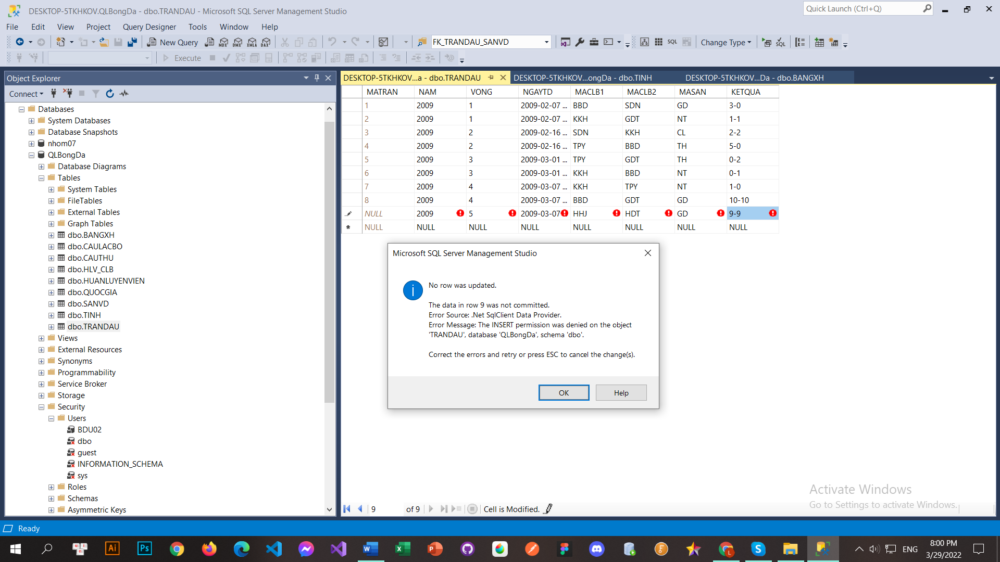 DESKTOP-5TKHKOV.QLBongDa - dbo.TRANDAU - Microsoft SQL Server Management Studio
Quick Launch (Ctrl+Q)
File Edit View Project Query Designer Tools Window Help
New Query MDX DMX XMLA DAX FK_TRANDAU_SANVD SQL Change Type SQL
Execute
Object Explorer
Connect
Databases
System Databases
Database Snapshots
nhom07
QLBongDa
Database Diagrams
Tables
System Tables
FileTables
External Tables
Graph Tables
dbo.BANGXH
dbo.CAULACBO
dbo.CAUTHU
dbo.HLV_CLB
dbo.HUANLUYENVIEN
dbo.QUOCGIA
dbo.SANVD
dbo.TINH
dbo.TRANDAU
Views
External Resources
Synonyms
Programmability
Service Broker
Storage
Security
Users
BDU02
dbo
guest
INFORMATION_SCHEMA
sys
Roles
Schemas
Asymmetric Keys
DESKTOP-5TKHKOV...a - dbo.TRANDAU DESKTOP-5TKHKOV...ongDa - dbo.TINH DESKTOP-5TKHKOV...Da - dbo.BANGXH
MATRAN NAM VONG NGAYTD MACLB1 MACLB2 MASAN KETQUA
1 2009 1 2009-02-07 ... BBD SDN GD 3-0
2 2009 1 2009-02-07 ... KKH GDT NT 1-1
3 2009 2 2009-02-16 ... SDN KKH CL 2-2
4 2009 2 2009-02-16 ... TPY BBD TH 5-0
5 2009 3 2009-03-01 ... TPY GDT TH 0-2
6 2009 3 2009-03-01 ... KKH BBD NT 0-1
7 2009 4 2009-03-07 ... KKH TPY NT 1-0
8 2009 4 2009-03-07 ... BBD GDT GD 10-10
NULL 2009 5 2009-03-07 HHJ HDT GD 9-9
NULL NULL NULL NULL NULL NULL NULL NULL
Microsoft SQL Server Management Studio
No row was updated.
The data in row 9 was not committed.
Error Source: .Net SqlClient Data Provider.
Error Message: The INSERT permission was denied on the object
'TRANDAU', database 'QLBongDa', schema 'dbo'.
Correct the errors and retry or press ESC to cancel the change(s).
OK Help
Activate Windows
Go to Settings to activate Windows.
9 of 9 Cell is Modified.
Ready
Ai Ps
ENG
8:00 PM
3/29/2022